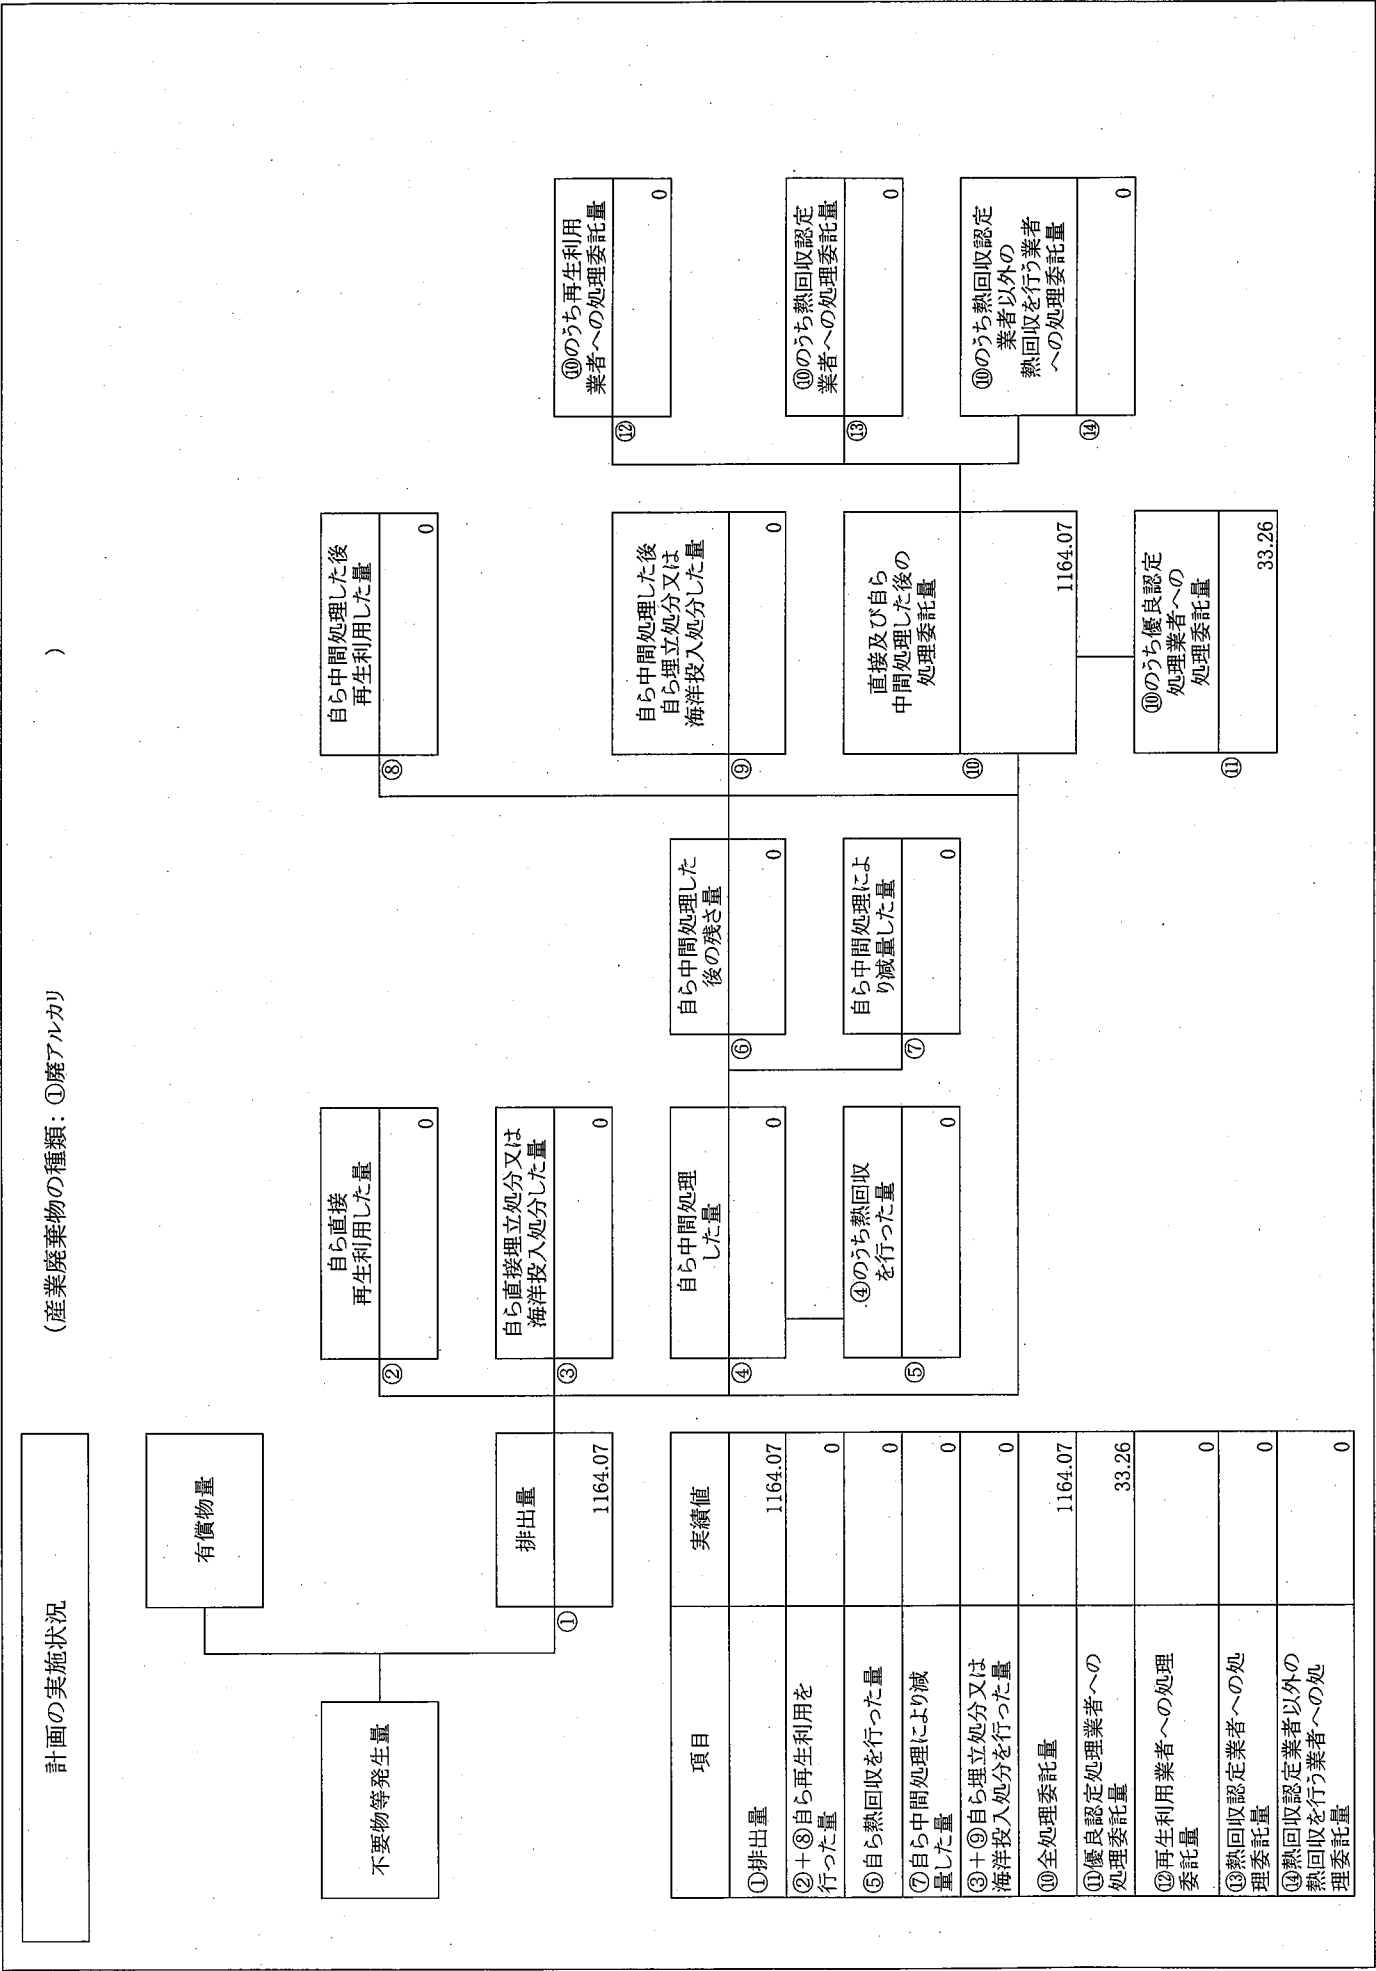 計画の実施状況
(産業廃棄物の種類：①廃アルカリ
)
不要物等発生量
有償物量
排出量
①
1164.07
自ら直接
再生利用した量
②
0
自ら直接埋立処分又は
海洋投入処分した量
③
0
自ら中間処理
した量
④
0
④のうち熱回収
を行った量
⑤
0
自ら中間処理した
後の残さ量
⑥
0
自ら中間処理によ
り減量した量
⑦
0
自ら中間処理した後
再生利用した量
⑧
0
自ら中間処理した後
自ら埋立処分又は
海洋投入処分した量
⑨
0
直接及び自ら
中間処理した後の
処理委託量
⑩
1164.07
⑩のうち優良認定
処理業者への
処理委託量
⑪
33.26
⑩のうち再生利用
業者への処理委託量
⑫
0
⑩のうち熱回収認定
業者への処理委託量
⑬
0
⑩のうち熱回収認定
業者以外の
熱回収を行う業者
への処理委託量
⑭
0
項目 実績値
①排出量 1164.07
②＋⑧自ら再生利用を
行った量 0
⑤自ら熱回収を行った量 0
⑦自ら中間処理により減
量した量 0
③＋⑨自ら埋立処分又は
海洋投入処分を行った量 0
⑩全処理委託量 1164.07
⑪優良認定処理業者への
処理委託量 33.26
⑫再生利用業者への処理
委託量 0
⑬熱回収認定業者への処
理委託量 0
⑭熱回収認定業者以外の
熱回収を行う業者への処
理委託量 0